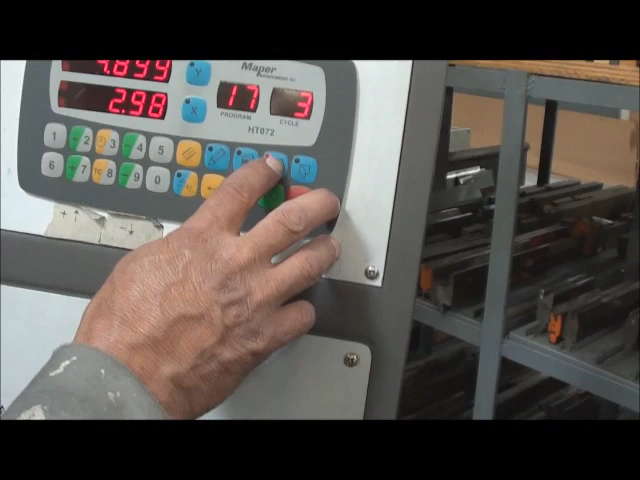 4.899
Maper
Y
17 3
2.98
X
PROGRAM CYCLE
HT072
1 2 3 4 5
6 7 8 9 0